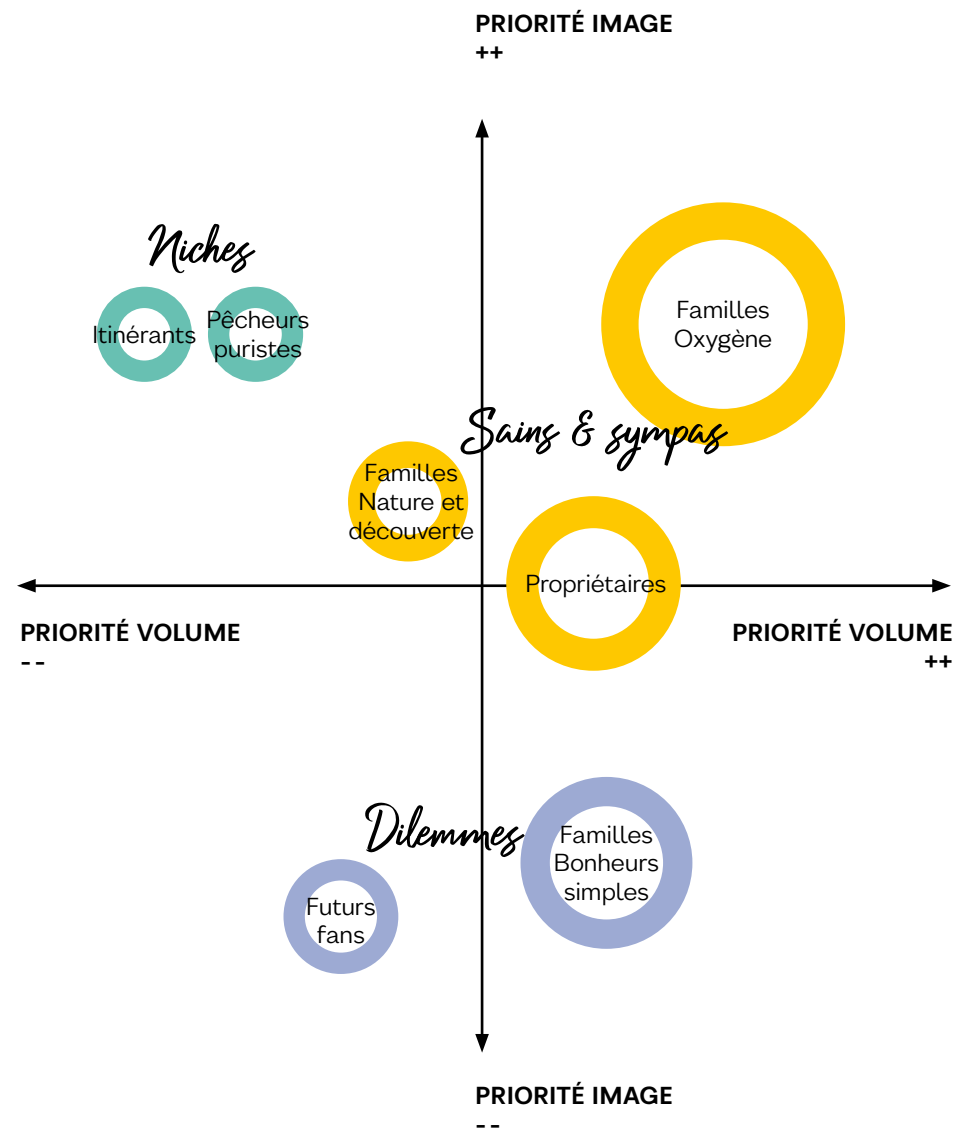 PRIORITÉ IMAGE
++
Niches
Itinérants
Pêcheurs
puristes
Familles
Oxygène
Sains & sympas
Familles
Nature et
découverte
Propriétaires
PRIORITÉ VOLUME
--
PRIORITÉ VOLUME
++
Dilemmes
Familles
Bonheurs
simples
Futurs
fans
PRIORITÉ IMAGE
--